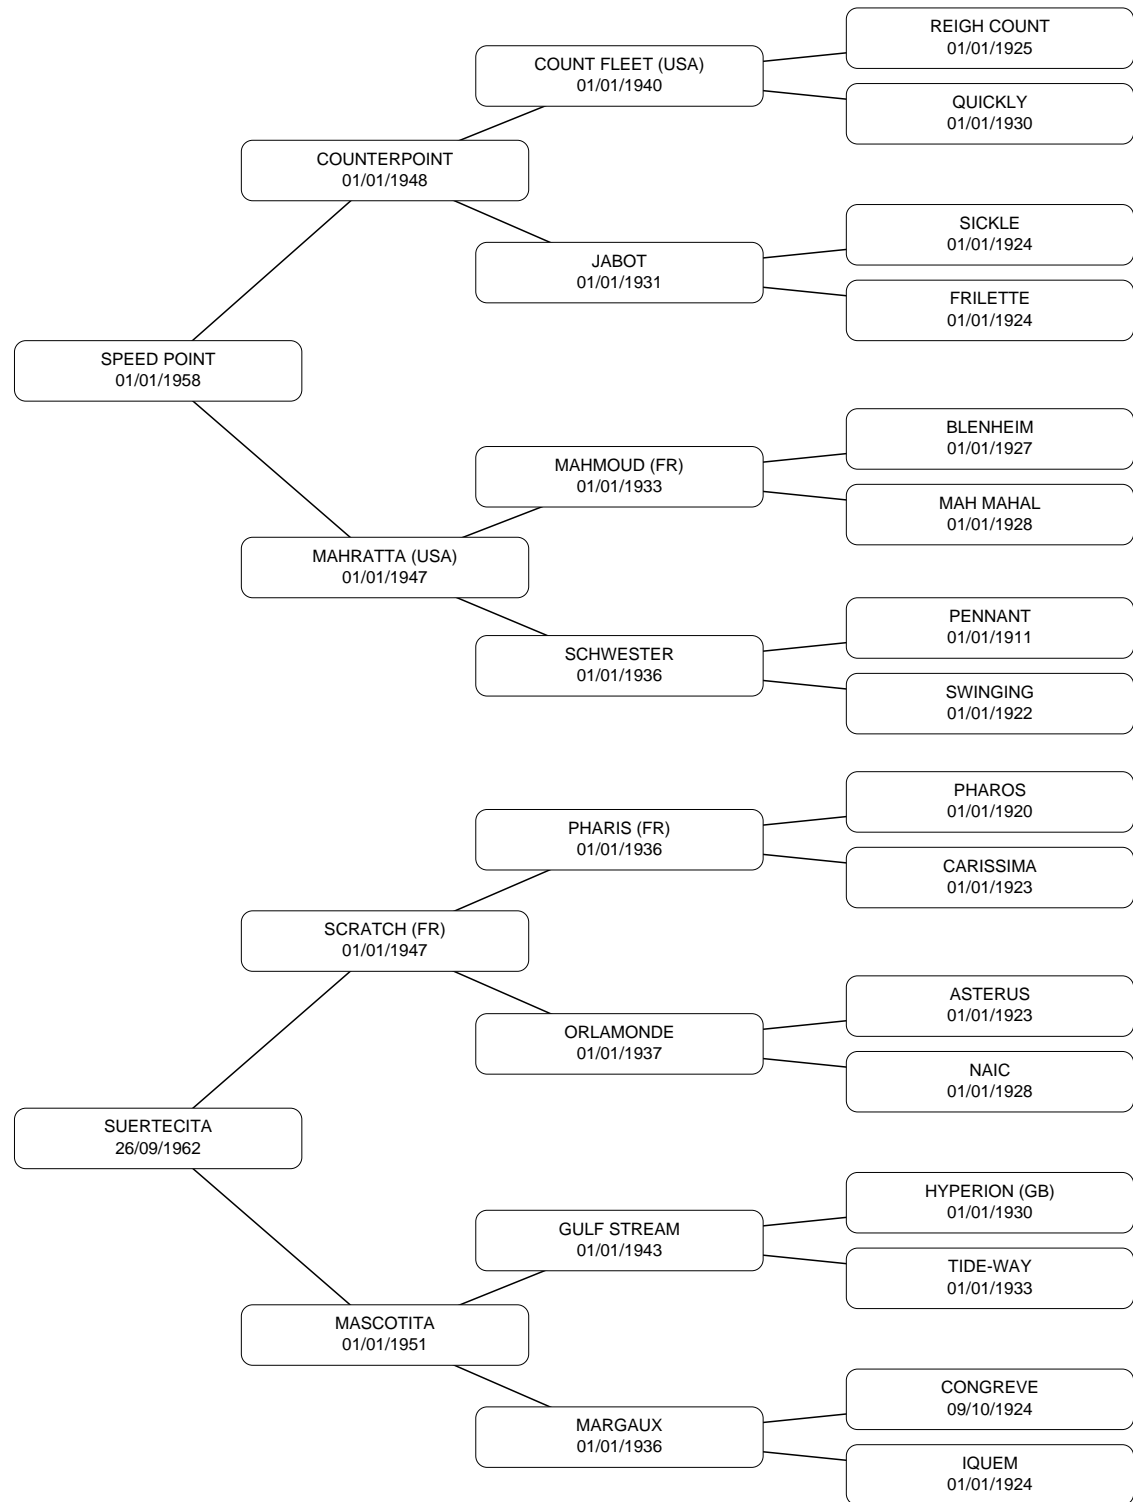 REIGH COUNT
01/01/1925
COUNT FLEET (USA)
01/01/1940
QUICKLY
01/01/1930
COUNTERPOINT
01/01/1948
SICKLE
01/01/1924
JABOT
01/01/1931
FRILETTE
01/01/1924
SPEED POINT
01/01/1958
BLENHEIM
01/01/1927
MAHMOUD (FR)
01/01/1933
MAH MAHAL
01/01/1928
MAHRATTA (USA)
01/01/1947
PENNANT
01/01/1911
SCHWESTER
01/01/1936
SWINGING
01/01/1922
PHAROS
01/01/1920
PHARIS (FR)
01/01/1936
CARISSIMA
01/01/1923
SCRATCH (FR)
01/01/1947
ASTERUS
01/01/1923
ORLAMONDE
01/01/1937
NAIC
01/01/1928
SUERTECITA
26/09/1962
HYPERION (GB)
01/01/1930
GULF STREAM
01/01/1943
TIDE-WAY
01/01/1933
MASCOTITA
01/01/1951
CONGREVE
09/10/1924
MARGAUX
01/01/1936
IQUEM
01/01/1924